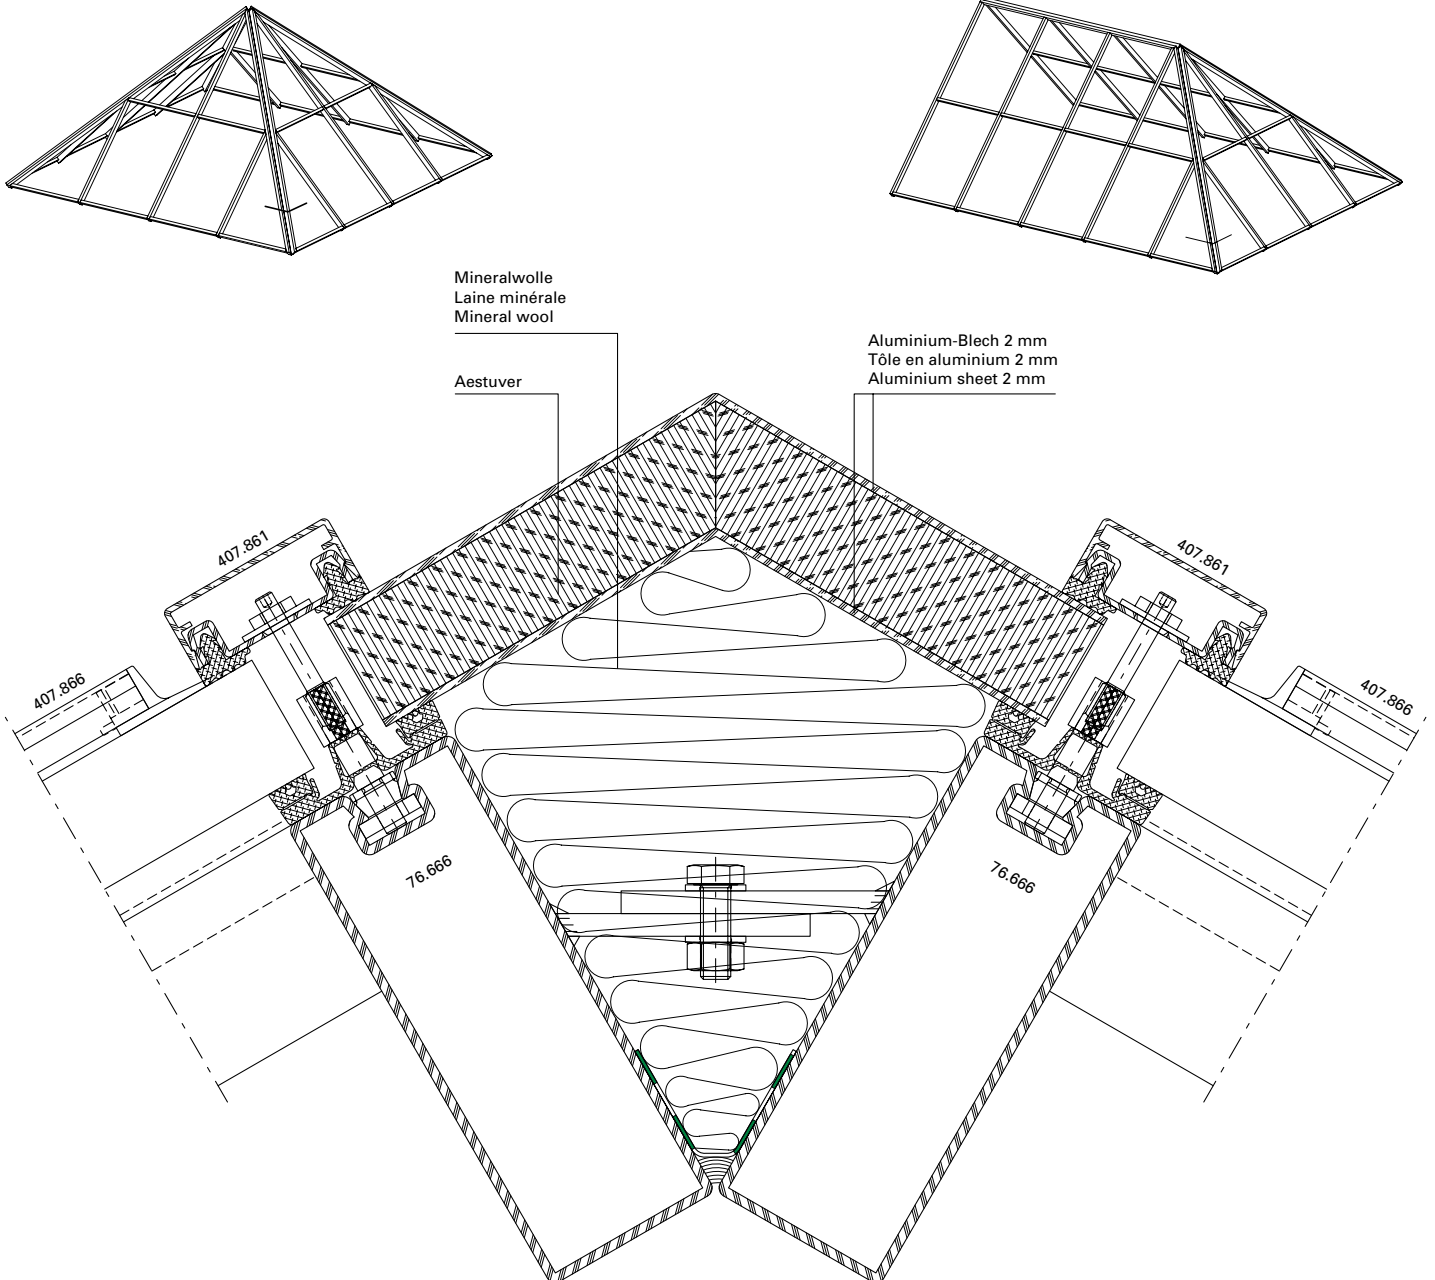 Mineralwolle
Laine minérale
Mineral wool
Aluminium-Blech 2 mm
Tôle en aluminium 2 mm
Aluminium sheet 2 mm
Aestuver
407.861
407.861
407.866
407.866
76.666
76.666